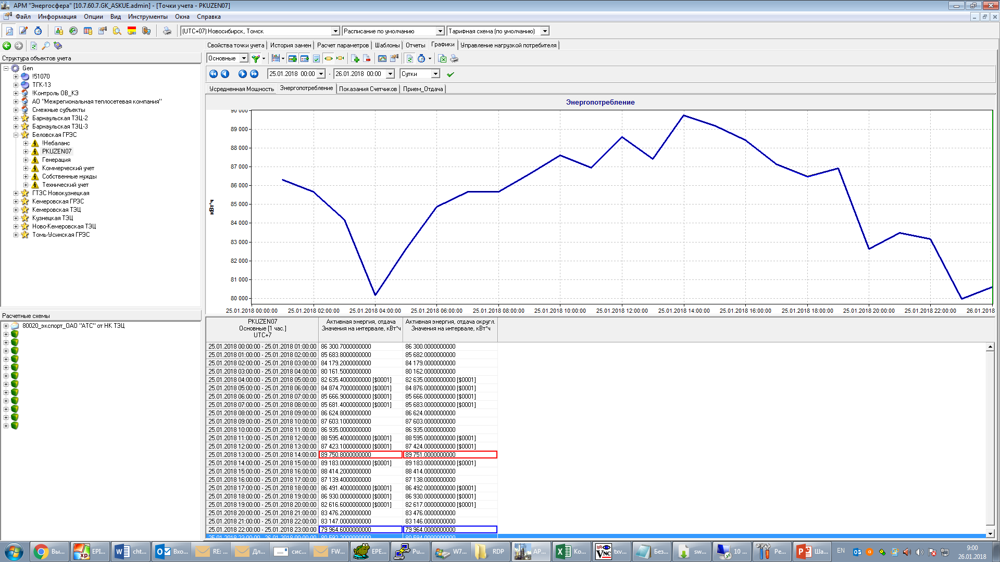 АРМ "Энергосфера" [10.7.60.7.GK_ASKUE.admin] - [Точки учета - PKUZEN07]
Файл Информация Опции Вид Инструменты Окна Справка
(UTC+07) Новосибирск, Томск Расписание по умолчанию Тарифная схема (по умолчанию)
Структура объектов учета
Gen
!51070
ТГК-13
!Контроль ОВ_КЭ
АО "Межрегиональная теплосетевая компания"
Смежные субъекты
Барнаульская ТЭЦ-2
Барнаульская ТЭЦ-3
Беловская ГРЭС
!Небаланс
PKUZEN07
Генерация
Коммерческий учет
Собственные нужды
Технический учет
ГТЭС Новокузнецкая
Кемеровская ГРЭС
Кемеровская ТЭЦ
Кузнецкая ТЭЦ
Ново-Кемеровская ТЭЦ
Томь-Усинская ГРЭС
Расчетные схемы
80020_экспорт_ОАО "АТС" от НК ТЭЦ
Свойства точки учета История замен Расчет параметров Шаблоны Отчеты Графики Управление нагрузкой потребителя
Основные
25.01.2018 00:00 - 26.01.2018 00:00 Сутки
Усредненная Мощность Энергопотребление Показания Счетчиков Прием_Отдача
Энергопотребление
90 000
89 000
88 000
87 000
86 000
85 000
84 000
83 000
82 000
81 000
80 000
кВт*ч
25.01.2018 00:00:00 25.01.2018 02:00:00 25.01.2018 04:00:00 25.01.2018 06:00:00 25.01.2018 08:00:00 25.01.2018 10:00:00 25.01.2018 12:00:00 25.01.2018 14:00:00 25.01.2018 16:00:00 25.01.2018 18:00:00 25.01.2018 20:00:00 25.01.2018 22:00:00 26.01.2018
PKUZEN07 Активная энергия, отдача Активная энергия, отдача округл.
Основные [1 час.] Значения на интервале, кВт*ч Значения на интервале, кВт*ч
UTC+7
25.01.2018 00:00:00 - 25.01.2018 01:00:00 86 300.7000000000 86 300.0000000000
25.01.2018 01:00:00 - 25.01.2018 02:00:00 85 683.8000000000 85 682.0000000000
25.01.2018 02:00:00 - 25.01.2018 03:00:00 84 179.2000000000 84 179.0000000000
25.01.2018 03:00:00 - 25.01.2018 04:00:00 80 161.5000000000 80 162.0000000000
25.01.2018 04:00:00 - 25.01.2018 05:00:00 82 635.4000000000 [$0001] 82 635.0000000000 [$0001]
25.01.2018 05:00:00 - 25.01.2018 06:00:00 84 874.7000000000 [$0001] 84 876.0000000000 [$0001]
25.01.2018 06:00:00 - 25.01.2018 07:00:00 85 666.9000000000 [$0001] 85 666.0000000000 [$0001]
25.01.2018 07:00:00 - 25.01.2018 08:00:00 85 681.4000000000 [$0001] 85 683.0000000000 [$0001]
25.01.2018 08:00:00 - 25.01.2018 09:00:00 86 624.8000000000 86 624.0000000000
25.01.2018 09:00:00 - 25.01.2018 10:00:00 87 603.1000000000 87 603.0000000000
25.01.2018 10:00:00 - 25.01.2018 11:00:00 86 935.0000000000 86 935.0000000000
25.01.2018 11:00:00 - 25.01.2018 12:00:00 88 595.4000000000 [$0001] 88 595.0000000000 [$0001]
25.01.2018 12:00:00 - 25.01.2018 13:00:00 87 423.1000000000 [$0001] 87 424.0000000000 [$0001]
25.01.2018 13:00:00 - 25.01.2018 14:00:00 89 750.8000000000 89 751.0000000000
25.01.2018 14:00:00 - 25.01.2018 15:00:00 89 183.0000000000 [$0001] 89 183.0000000000 [$0001]
25.01.2018 15:00:00 - 25.01.2018 16:00:00 88 414.2000000000 88 414.0000000000
25.01.2018 16:00:00 - 25.01.2018 17:00:00 87 139.4000000000 87 138.0000000000
25.01.2018 17:00:00 - 25.01.2018 18:00:00 86 491.4000000000 [$0001] 86 492.0000000000 [$0001]
25.01.2018 18:00:00 - 25.01.2018 19:00:00 86 930.0000000000 [$0001] 86 930.0000000000 [$0001]
25.01.2018 19:00:00 - 25.01.2018 20:00:00 82 616.6000000000 [$0001] 82 617.0000000000 [$0001]
25.01.2018 20:00:00 - 25.01.2018 21:00:00 83 476.2000000000 83 476.0000000000
25.01.2018 21:00:00 - 25.01.2018 22:00:00 83 147.0000000000 83 146.0000000000
25.01.2018 22:00:00 - 25.01.2018 23:00:00 79 964.6000000000 79 964.0000000000
25.01.2018 23:00:00 - 26.01.2018 00:00:00 80 592.2000000000 80 594.0000000000
Вы... EPI... cht... Вхо... RE: ... Дл... сис... FW... EPE... Pu... W7... RDP AP... Ко... txv... Без... sw... 10 ... Ре... Ша... EN 9:00
26.01.2018